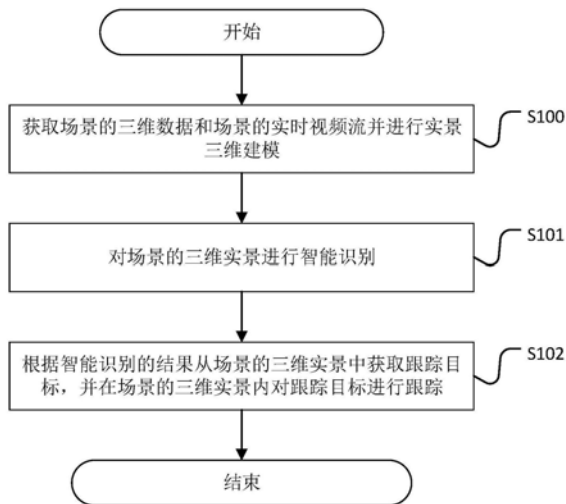 开始
获取场景的三维数据和场景的实时视频流并进行实景
三维建模
S100
对场景的三维实景进行智能识别
S101
根据智能识别的结果从场景的三维实景中获取跟踪目
标，并在场景的三维实景内对跟踪目标进行跟踪
S102
结束